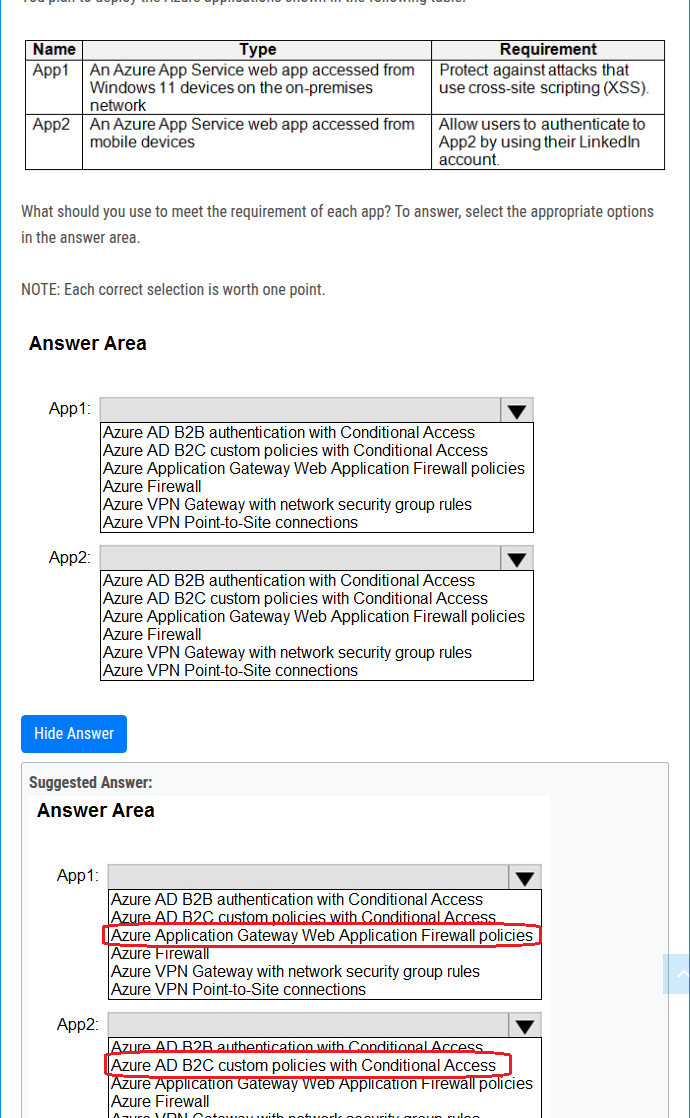 You plan to deploy the Azure applications shown in the following table.
Name Type Requirement
App1 An Azure App Service web app accessed from Protect against attacks that
Windows 11 devices on the on-premises use cross-site scripting (XSS).
network
App2 An Azure App Service web app accessed from Allow users to authenticate to
mobile devices App2 by using their LinkedIn
account.
What should you use to meet the requirement of each app? To answer, select the appropriate options
in the answer area.
NOTE: Each correct selection is worth one point.
Answer Area
App1:
Azure AD B2B authentication with Conditional Access
Azure AD B2C custom policies with Conditional Access
Azure Application Gateway Web Application Firewall policies
Azure Firewall
Azure VPN Gateway with network security group rules
Azure VPN Point-to-Site connections
App2:
Azure AD B2B authentication with Conditional Access
Azure AD B2C custom policies with Conditional Access
Azure Application Gateway Web Application Firewall policies
Azure Firewall
Azure VPN Gateway with network security group rules
Azure VPN Point-to-Site connections
Hide Answer
Suggested Answer:
Answer Area
App1:
Azure AD B2B authentication with Conditional Access
Azure AD B2C custom policies with Conditional Access
Azure Application Gateway Web Application Firewall policies
Azure Firewall
Azure VPN Gateway with network security group rules
Azure VPN Point-to-Site connections
App2:
Azure AD B2B authentication with Conditional Access
Azure AD B2C custom policies with Conditional Access
Azure Application Gateway Web Application Firewall policies
Azure Firewall
Azure VPN Gateway with network security group rules